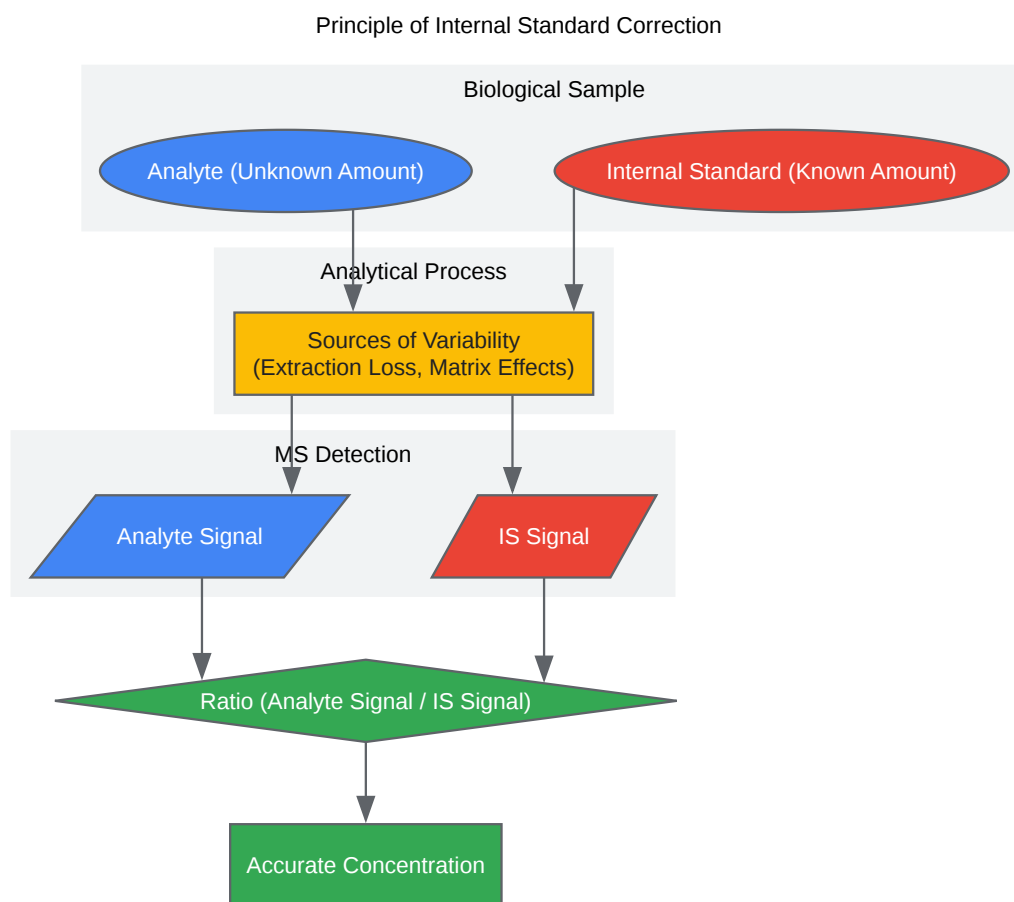 Principle of Internal Standard Correction
Biological Sample
Analyte (Unknown Amount)
Internal Standard (Known Amount)
Analytical Process
Sources of Variability
(Extraction Loss, Matrix Effects)
MS Detection
Analyte Signal
IS Signal
Ratio (Analyte Signal / IS Signal)
Accurate Concentration